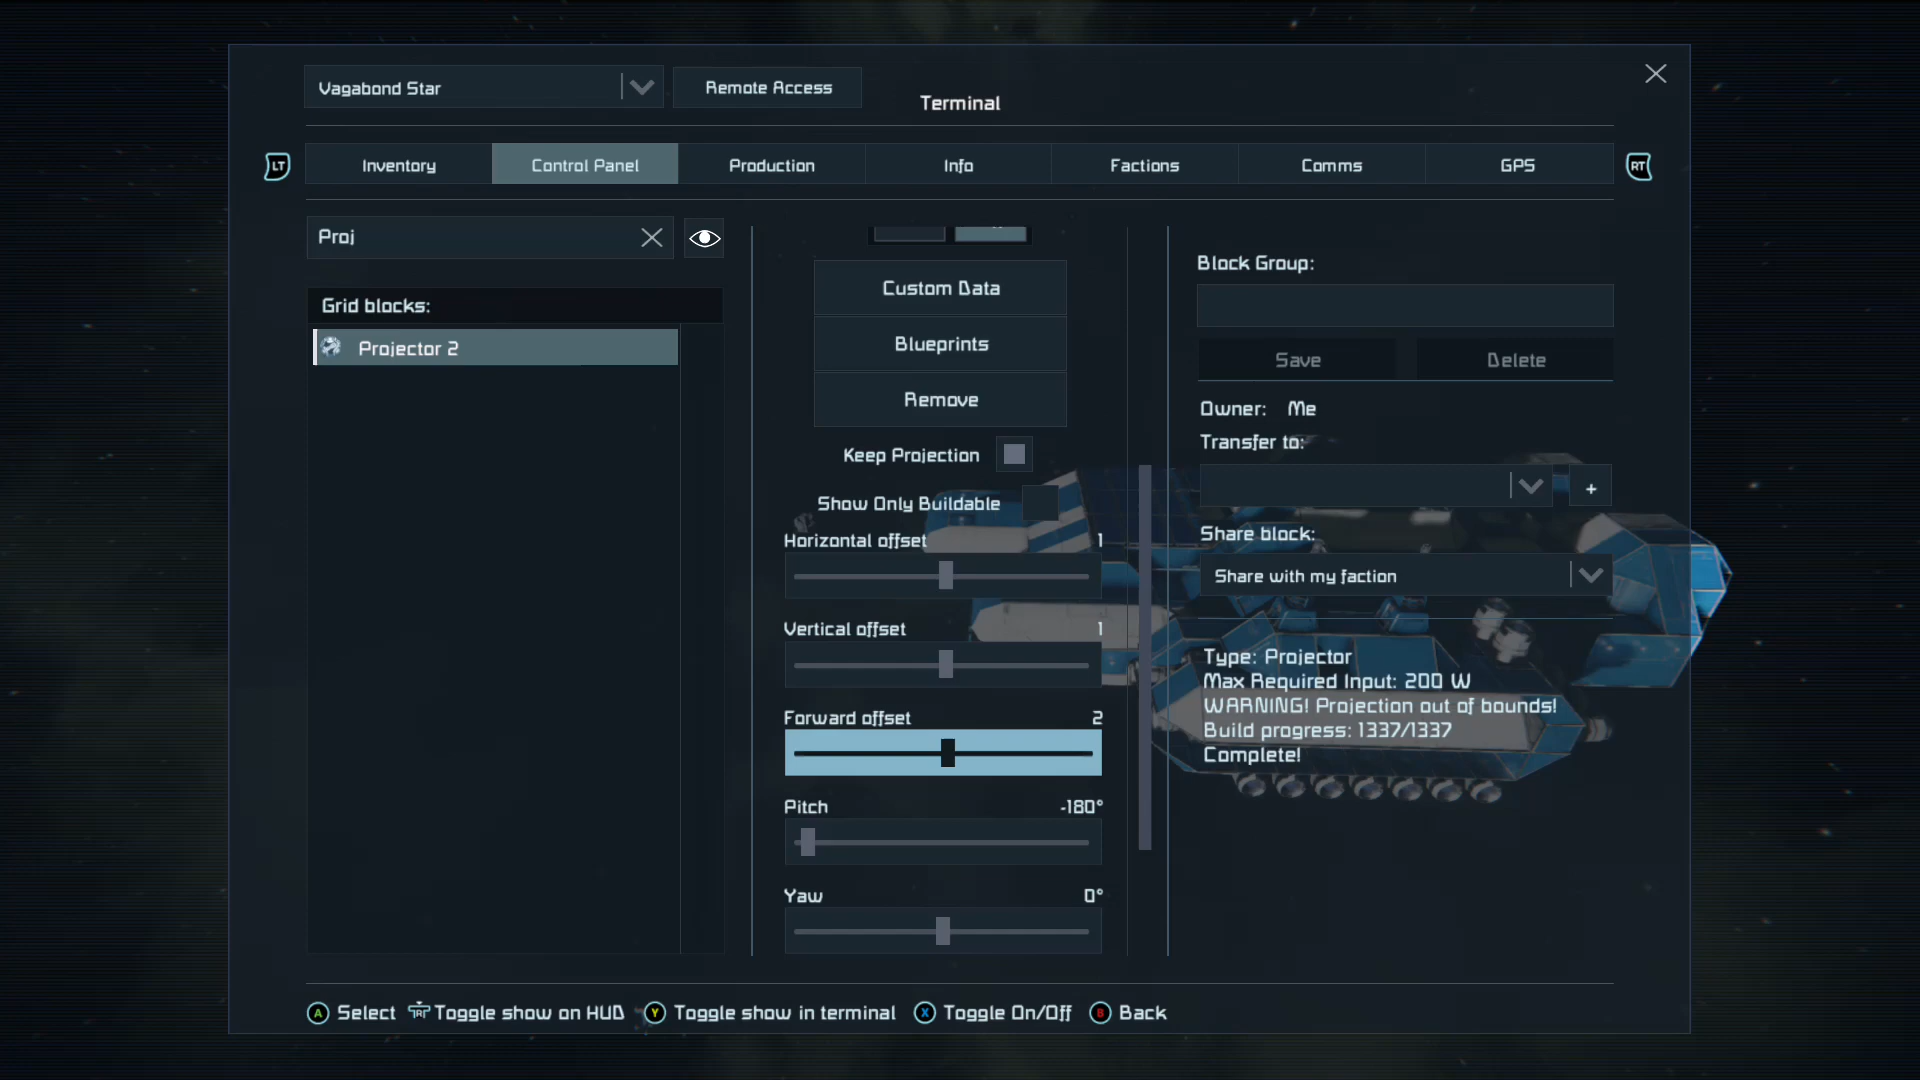 Vagabond Star
Remote Access
Terminal
LT
Inventory
Control Panel
Production
Info
Factions
Comms
GPS
RT
Proj
Grid blocks:
Projector 2
Custom Data
Blueprints
Remove
Keep Projection
Show Only Buildable
Horizontal offset 1
Vertical offset 1
Forward offset 2
Pitch -180°
Yaw 0°
Block Group:
Save
Delete
Owner: Me
Transfer to:
+
Share block:
Share with my faction
Type: Projector
Max Required Input: 200 W
WARNING! Projection out of bounds!
Build progress: 1337/1337
Complete!
A Select Toggle show on HUD Y Toggle show in terminal X Toggle On/Off B Back